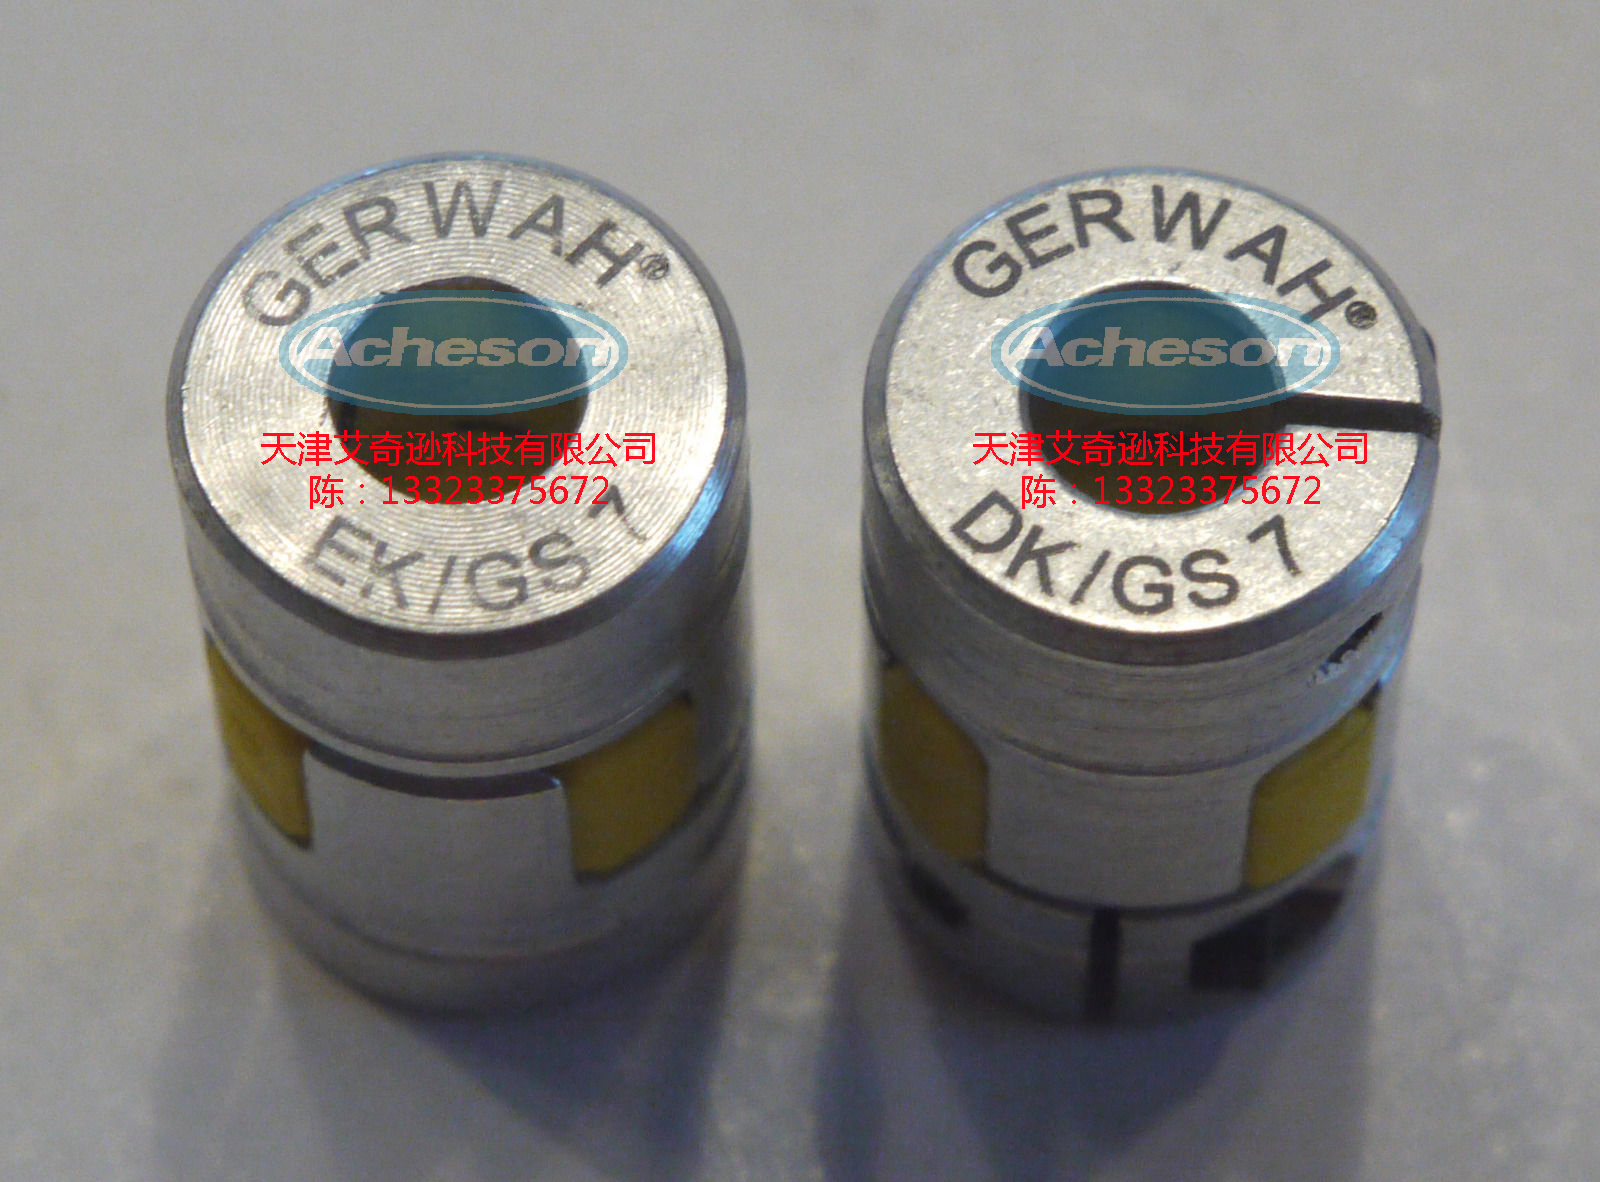 GERWAH®
Acheson
天津艾奇逊科技有限公司
陈：13323375672
EK/GS 7
GERWAH®
Acheson
天津艾奇逊科技有限公司
陈：13323375672
DK/GS 7